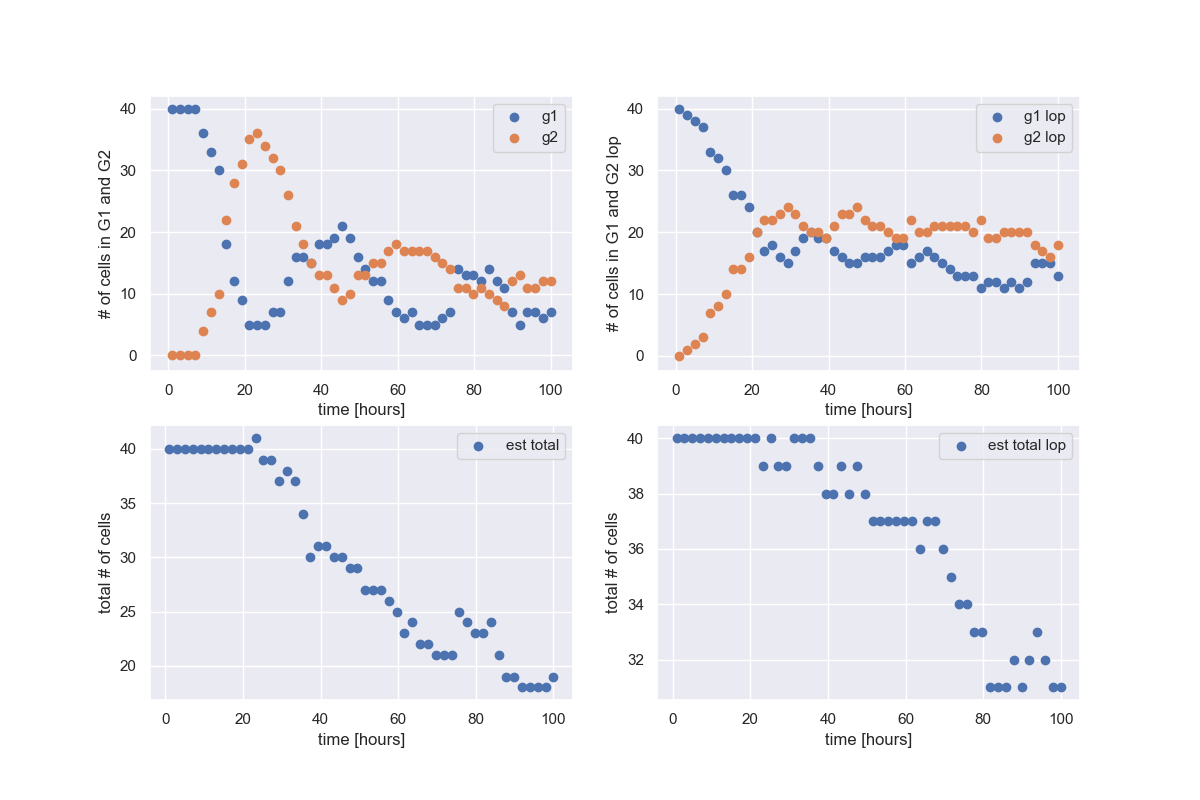 # of cells in G1 and G2
40
30
20
10
0
g1
g2
0 20 40 60 80 100
time [hours]
# of cells in G1 and G2 lop
40
30
20
10
0
g1 lop
g2 lop
0 20 40 60 80 100
time [hours]
total # of cells
40
35
30
25
20
est total
0 20 40 60 80 100
time [hours]
total # of cells
40
38
36
34
32
est total lop
0 20 40 60 80 100
time [hours]